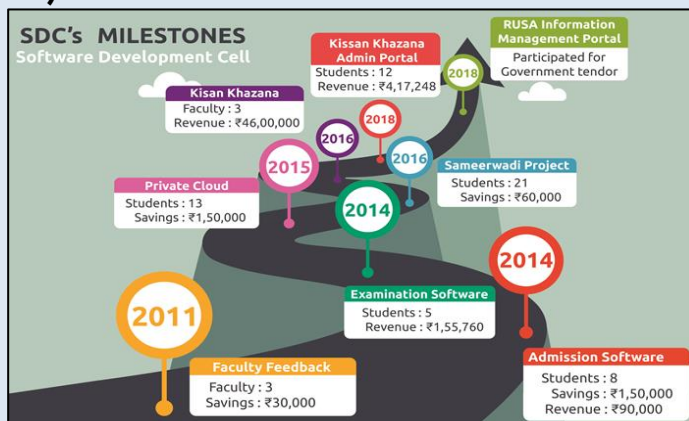 SDC's MILESTONES
Software Development Cell
RUSA Information
Management Portal
Participated for
Government tendor
2018
Kissan Khazana
Admin Portal
Students : 12
Revenue : ₹4,17,248
2018
Kisan Khazana
Faculty : 3
Revenue : ₹46,00,000
2016
2016
Sameerwadi Project
Students : 21
Savings : ₹60,000
2015
Private Cloud
Students : 13
Savings : ₹1,50,000
2014
Examination Software
Students : 5
Revenue : ₹1,55,760
2014
Admission Software
Students : 8
Savings : ₹1,50,000
Revenue : ₹90,000
2011
Faculty Feedback
Faculty : 3
Savings : ₹30,000